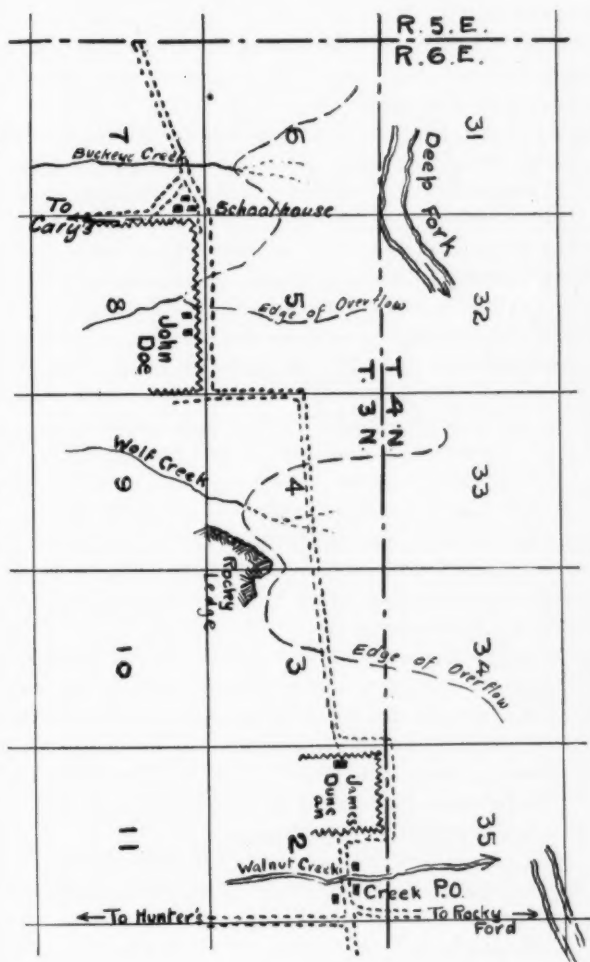 R.5.E.
R.6.E.
31
6
7
Deep Fork
Buckeye Creek
Schoolhouse
To
Cary's
32
5
8
Edge of Overflow
John
Doe
T. 4 N.
T. 3 N.
33
4
9
Wolf Creek
Rocky
Ledge
34
3
10
Edge of Overflow
James
Dunc
an
35
2
11
Walnut Creek
Creek P.O.
To Hunter's
To Rocky
Ford